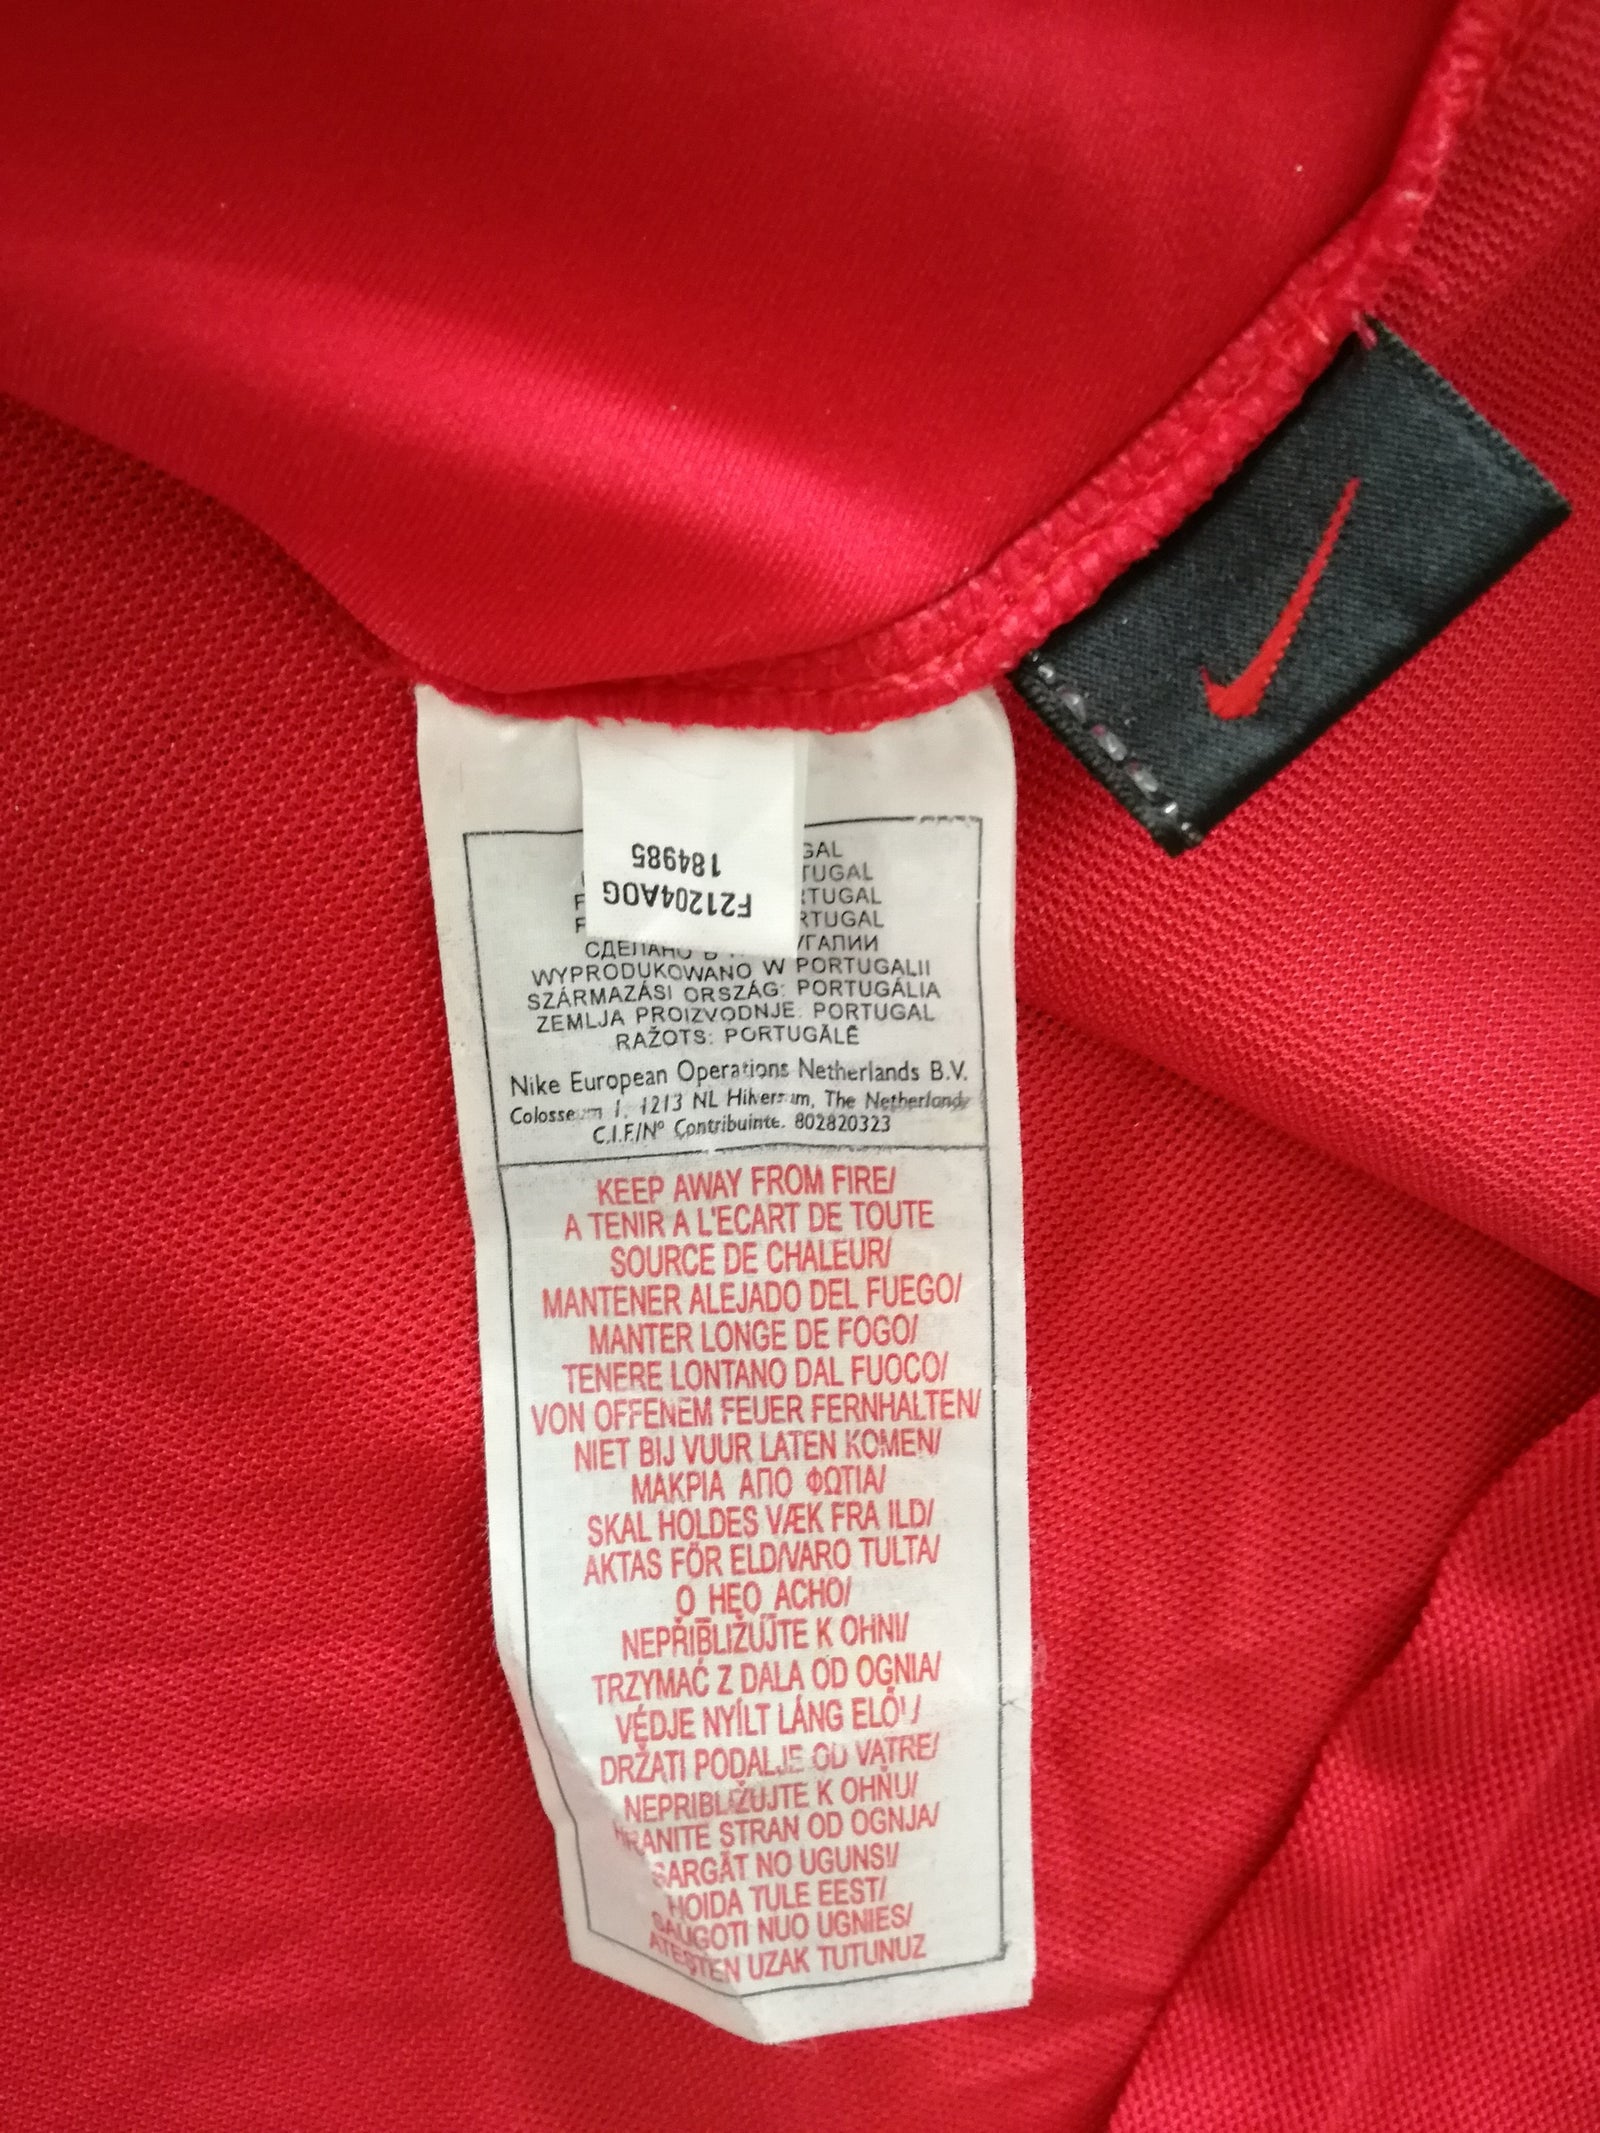 F21204AOG
184985
GAL
TUGAL
RTUGAL
RTUGAL
СДЕЛАНО
WYPRODUKOWANO W PORTUGALII
SZÁRMAZÁSI ORSZÁG: PORTUGÁLIA
ZEMLJA PROIZVODNJE: PORTUGAL
RAŽOTS: PORTUGĀLĒ
Nike European Operations Netherlands B.V.
1, 1213 NL The Netherlands
C.I.F./Nº Contribuinte. 802820323
KEEP AWAY FROM FIRE/
A TENIR A L'ECART DE TOUTE
SOURCE DE CHALEUR/
MANTENER ALEJADO DEL FUEGO/
MANTER LONGE DE FOGO/
TENERE LONTANO DAL FUOCO/
VON OFFENEM FEUER FERNHALTEN/
NIET BIJ VUUR LATEN KOMEN/
ΜΑΚΡΙΑ ΑΠΟ ΦΩΤΙΑ/
SKAL HOLDES VÆK FRA ILD/
AKTAS FÖR ELD/VARO TULTA/
NEPŘIBLIŽUJTE K OHNI/
TRZYMAĆ Z DALA OD OGNIA/
VÉDJE NYÍLT LÁNG
DRŽATI PODALJE OD VATRE/
NEPRIBLIŽUJTE K OHŇU/
HRANITE STRAN OD OGNJA/
SARGĀT NO UGUNS!/
HOIDA TULE EEST/
SAUGOTI NUO UGNIES/
ATEŞTEN UZAK TUTUNUZ